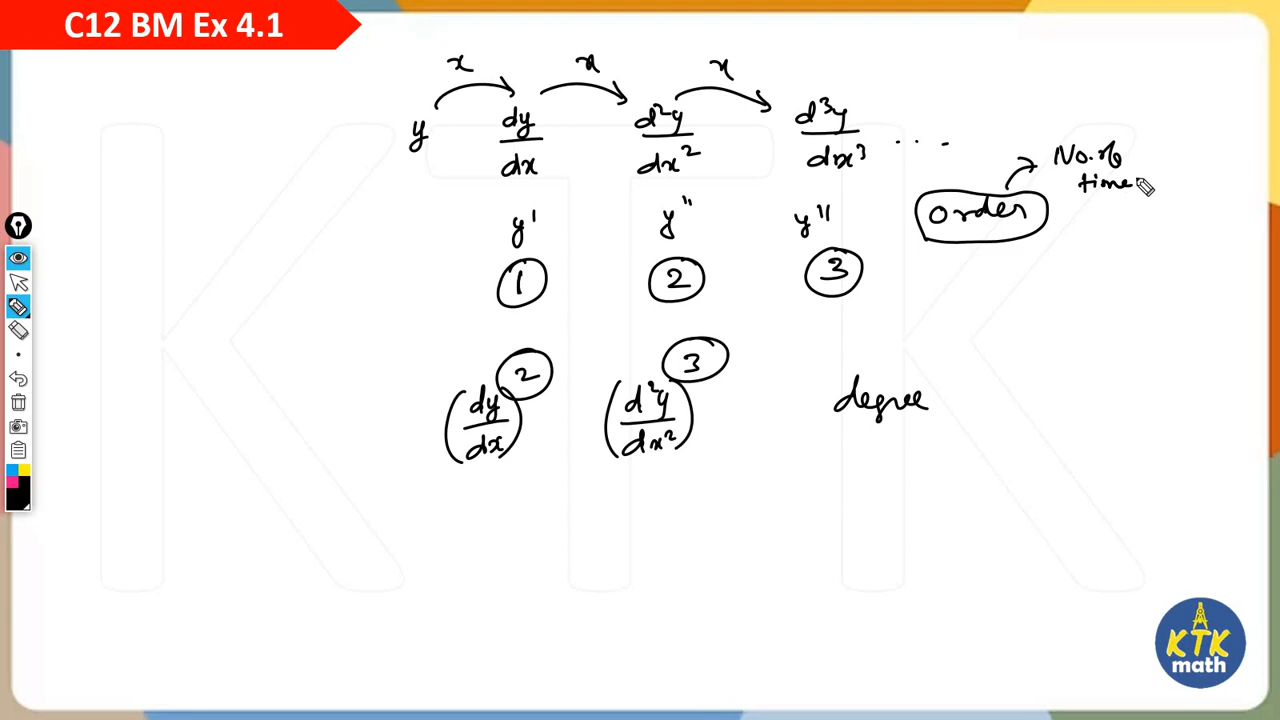 C12 BM Ex 4.1
x x x
y dy/dx d²y/dx² d³y/dx³ ....
No. of
time
order
y' y'' y''
1 2 3
(dy/dx)² (d²y/dx²)³ degree
KTK
KTK
math